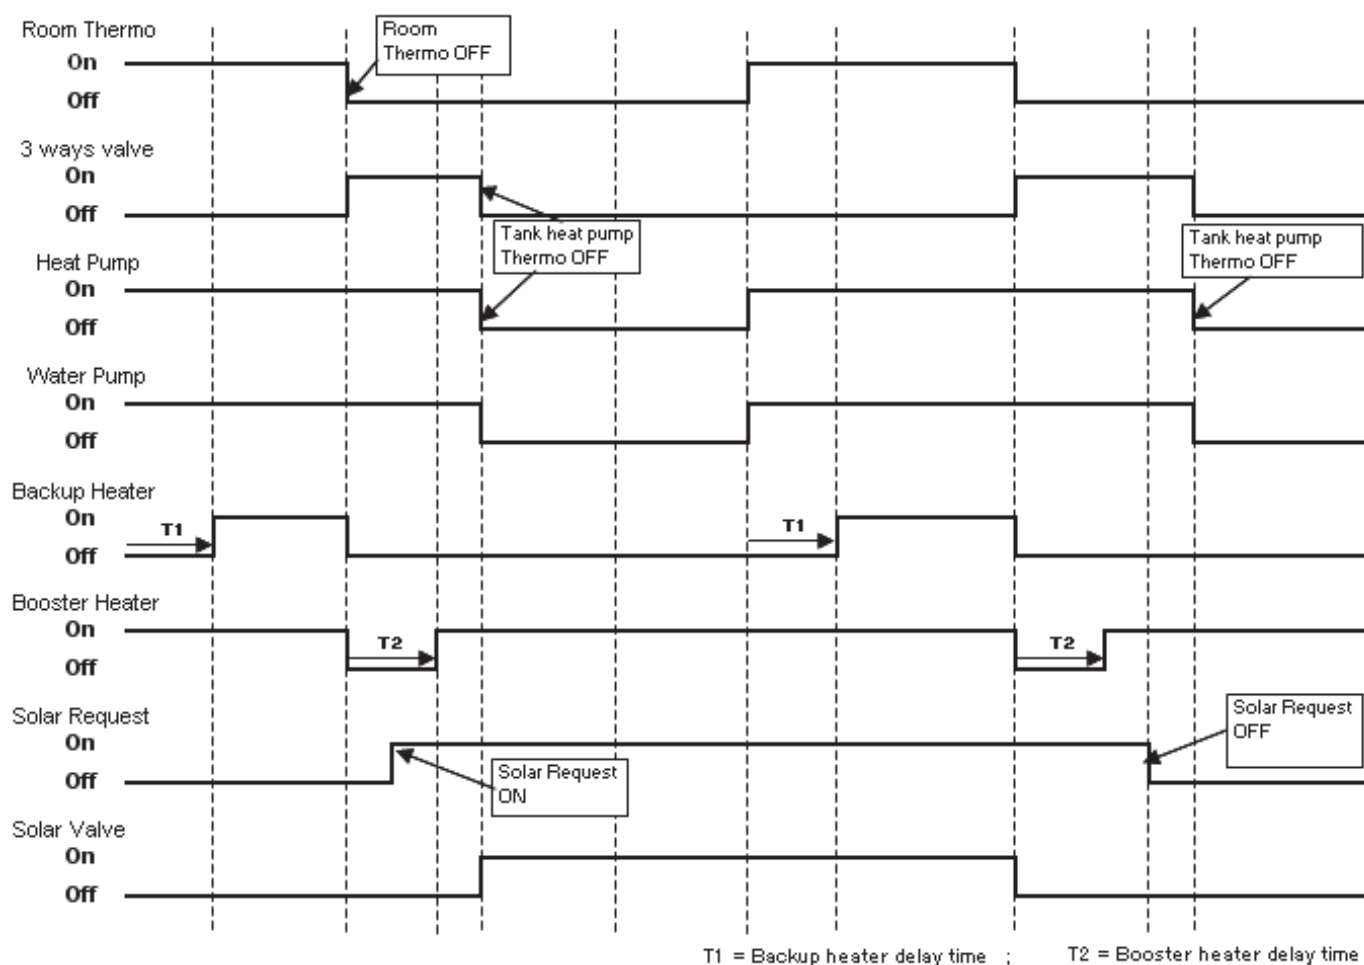 Room Thermo
On
Off
Room
Thermo OFF
3 ways valve
On
Off
Tank heat pump
Thermo OFF
Tank heat pump
Thermo OFF
Heat Pump
On
Off
Water Pump
On
Off
Backup Heater
On
Off
T1
T1
Booster Heater
On
Off
T2
T2
Solar Request
On
Off
Solar Request
ON
Solar Request
OFF
Solar Valve
On
Off
T1 = Backup heater delay time ; T2 = Booster heater delay time